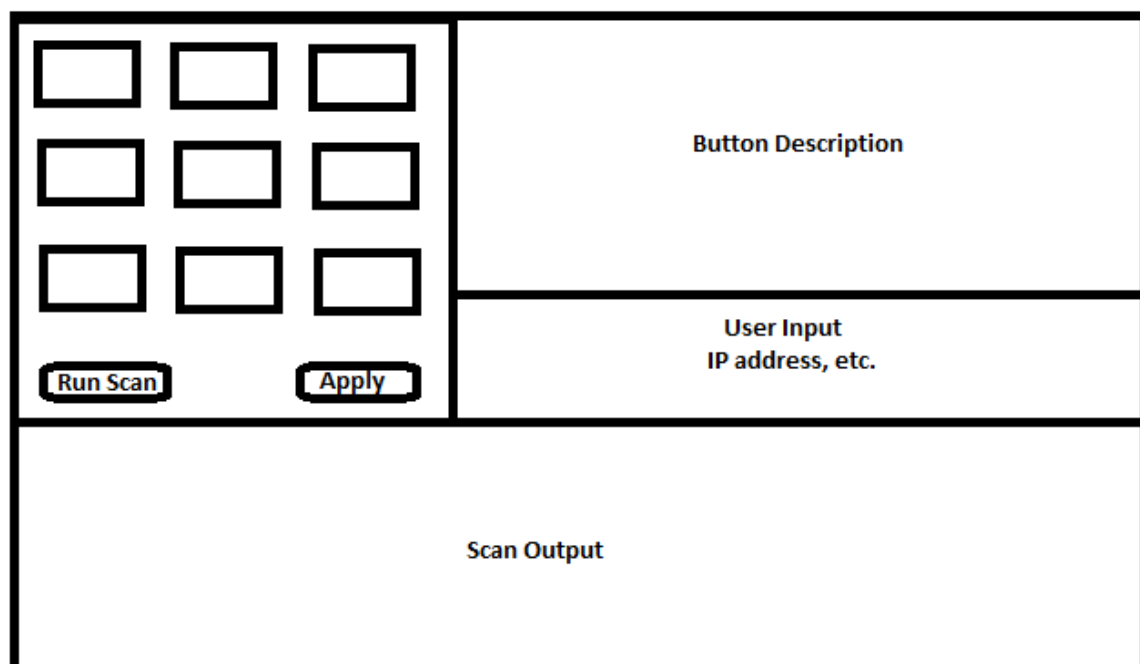 Button Description
User Input
IP address, etc.
Run Scan
Apply
Scan Output